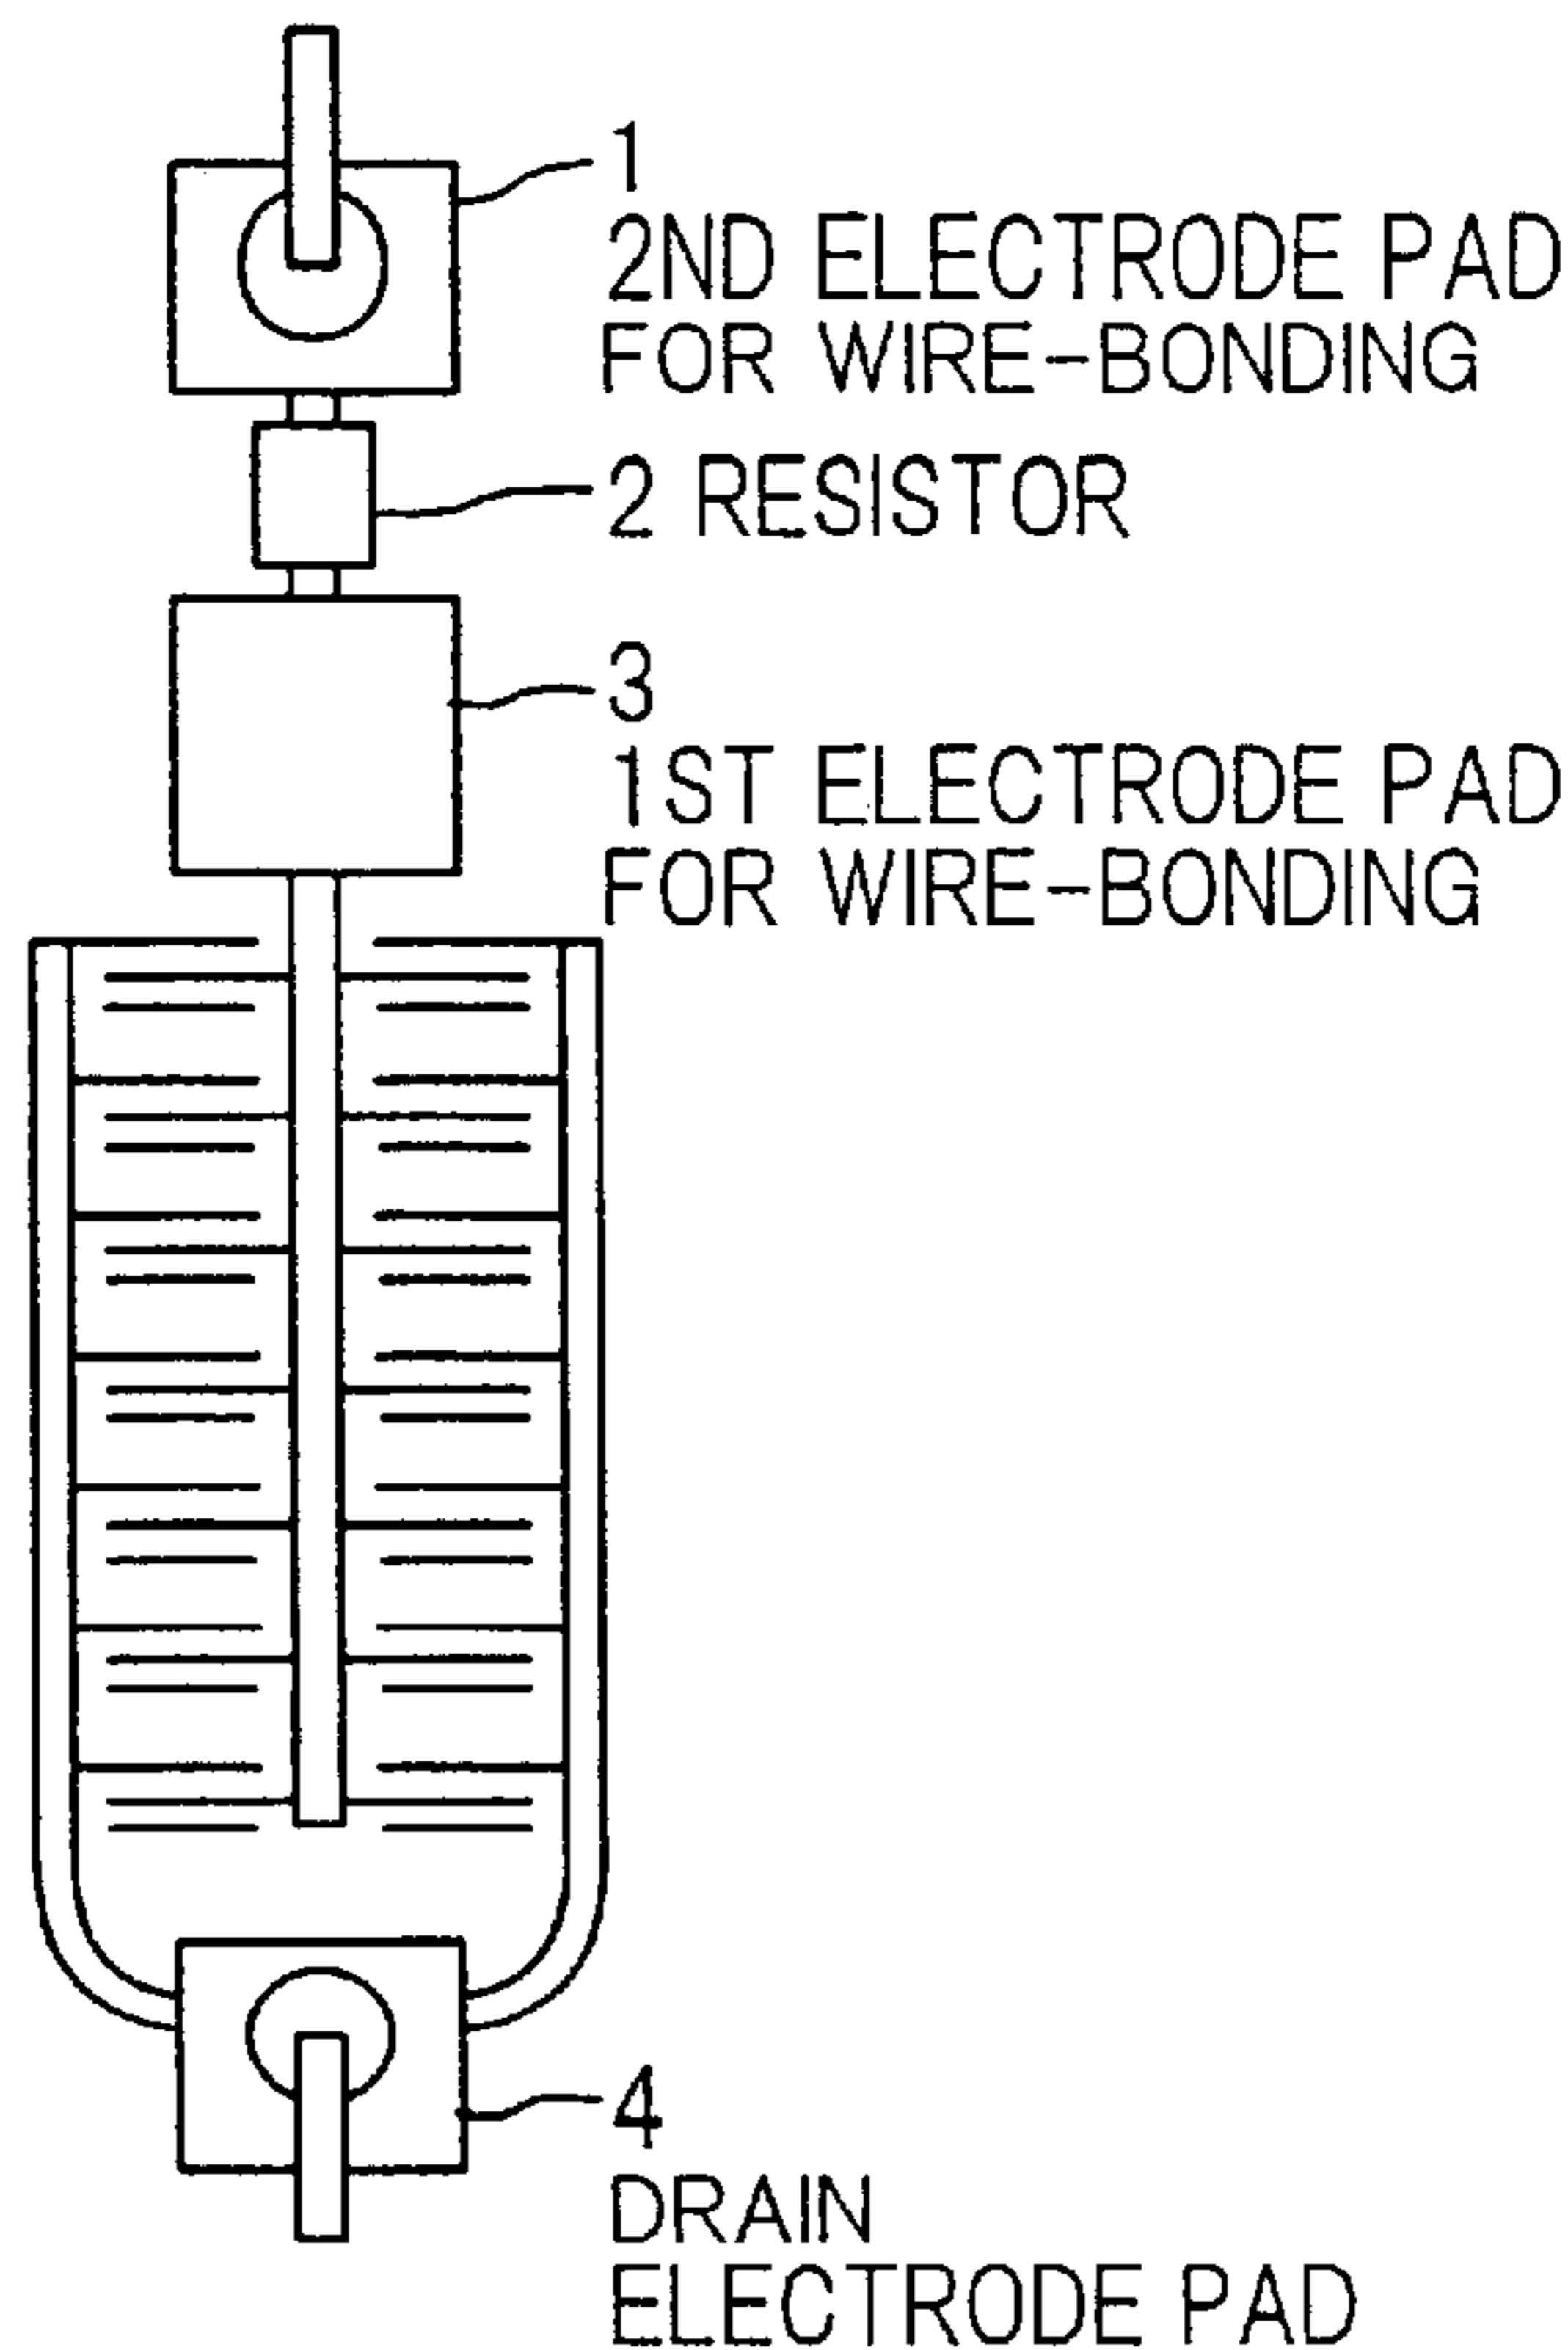 1
2ND ELECTRODE PAD
FOR WIRE-BONDING
2 RESISTOR
3
1ST ELECTRODE PAD
FOR WIRE-BONDING
4
DRAIN
ELECTRODE PAD